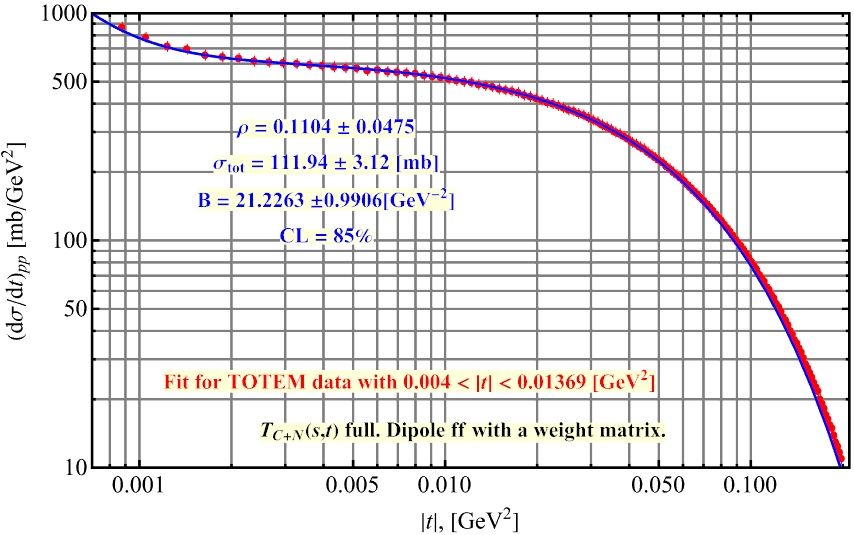 1000
500
100
50
10
(dσ/dt)pp [mb/GeV²]
ρ = 0.1104 ± 0.0475
σtot = 111.94 ± 3.12 [mb]
B = 21.2263 ±0.9906[GeV⁻²]
CL = 85%
Fit for TOTEM data with 0.004 < |t| < 0.01369 [GeV²]
TC+N(s,t) full. Dipole ff with a weight matrix.
0.001 0.005 0.010 0.050 0.100
|t|, [GeV²]